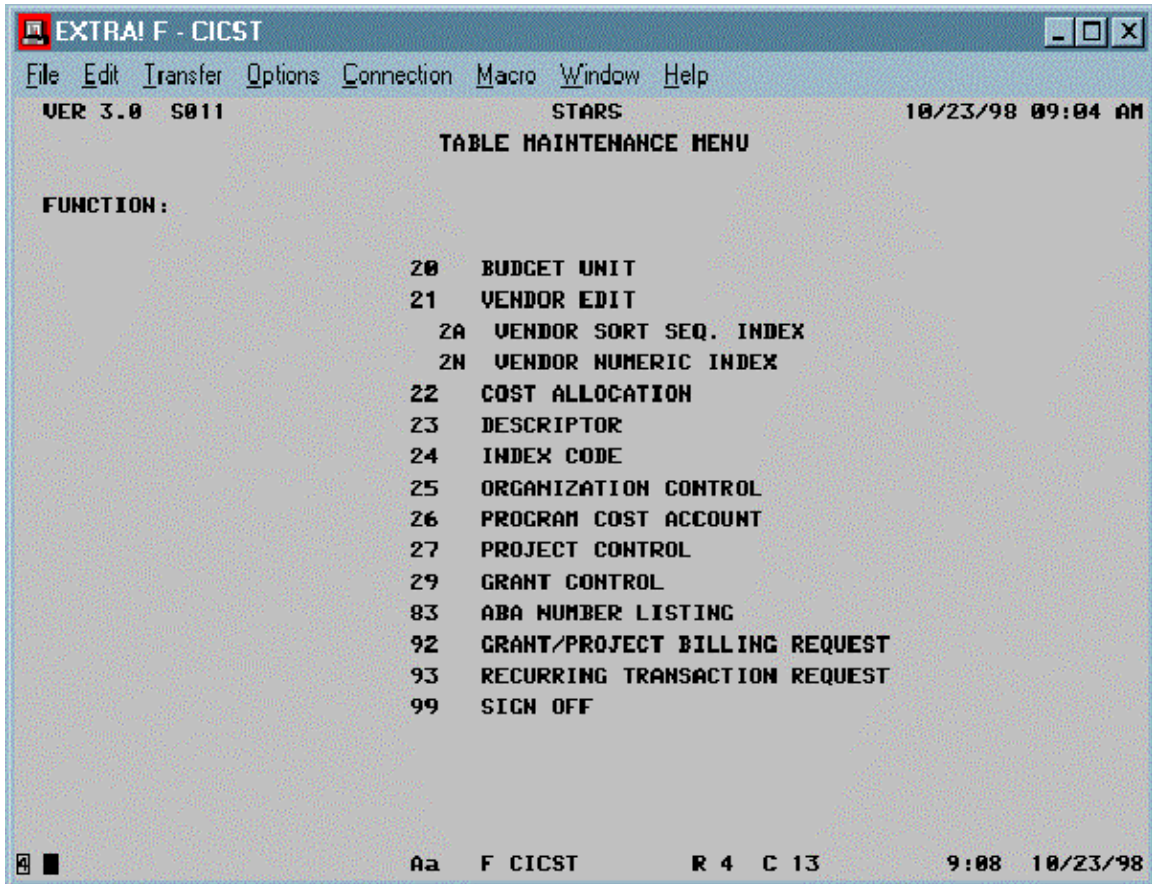 EXTRA! F - CICST
File Edit Transfer Options Connection Macro Window Help
VER 3.0 S011 STARS 10/23/98 09:04 AM
TABLE MAINTENANCE MENU
FUNCTION:
20 BUDGET UNIT
21 VENDOR EDIT
2A VENDOR SORT SEQ. INDEX
2N VENDOR NUMERIC INDEX
22 COST ALLOCATION
23 DESCRIPTOR
24 INDEX CODE
25 ORGANIZATION CONTROL
26 PROGRAM COST ACCOUNT
27 PROJECT CONTROL
29 GRANT CONTROL
83 ABA NUMBER LISTING
92 GRANT/PROJECT BILLING REQUEST
93 RECURRING TRANSACTION REQUEST
99 SIGN OFF
4 Aa F CICST R 4 C 13 9:08 10/23/98